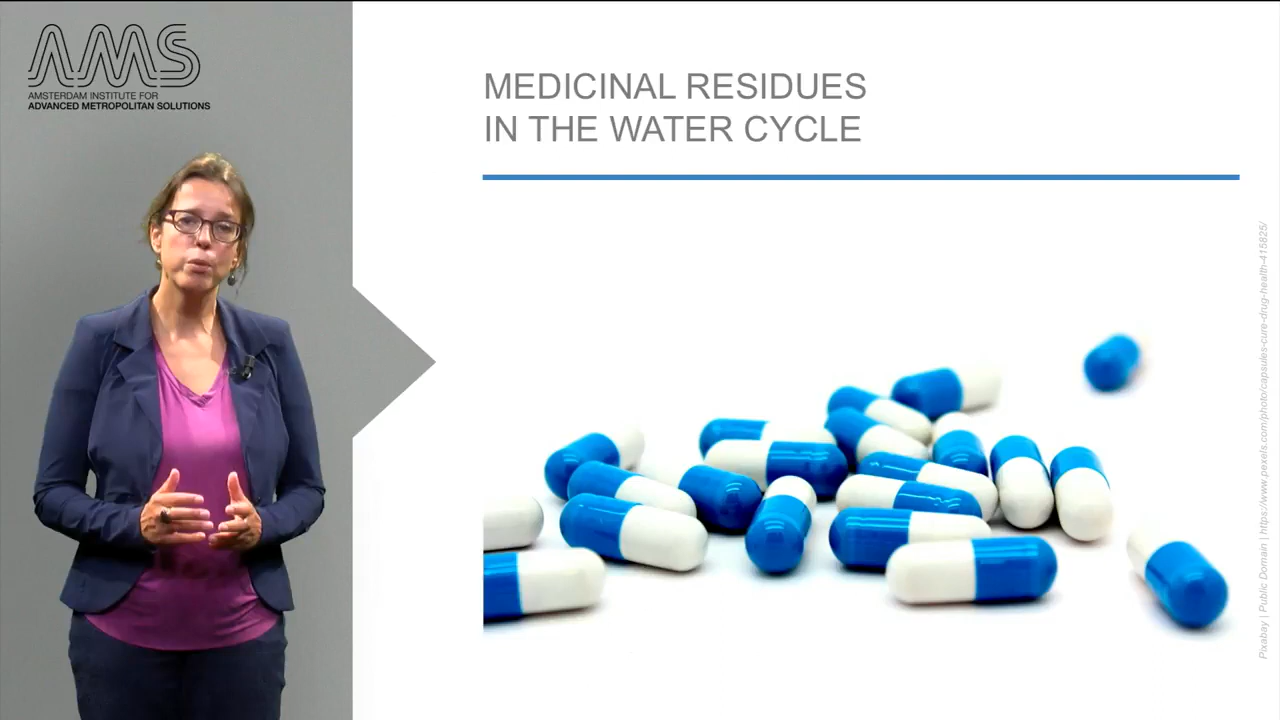 AMS
AMSTERDAM INSTITUTE FOR
ADVANCED METROPOLITAN SOLUTIONS
MEDICINAL RESIDUES
IN THE WATER CYCLE
Pixabay | Public Domain | https://www.pexels.com/photo/capsules-cure-drug-health-415825/